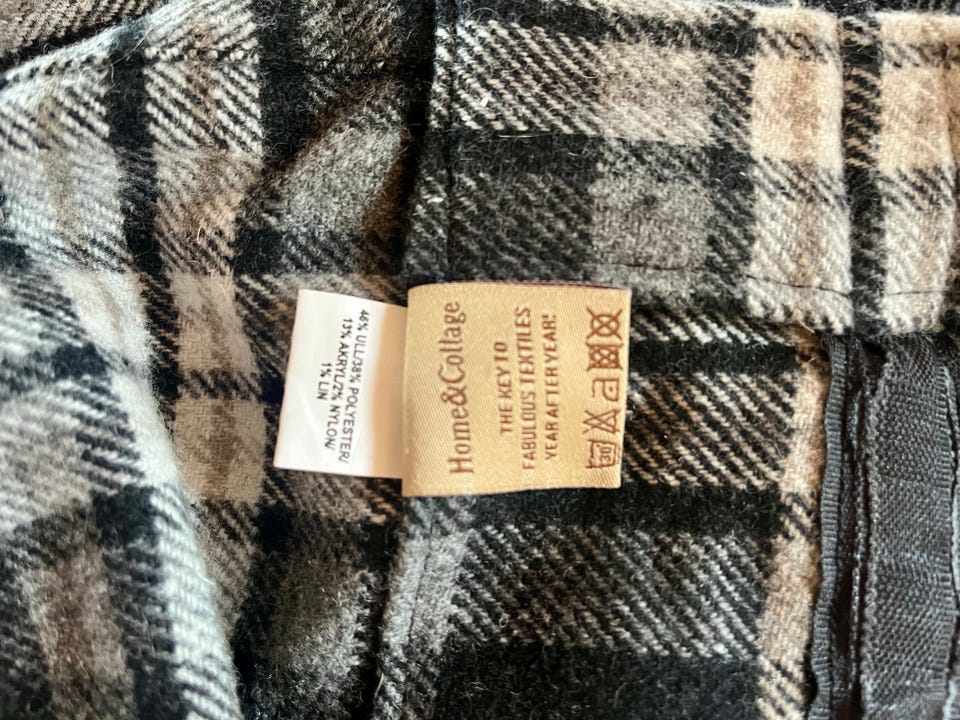 46% ULL/38% POLYESTER/
13% AKRYL/2% NYLON/
1% LIN
Home&Cottage
THE KEY TO
FABULOUS TEXTILES
YEAR AFTER YEAR!
30